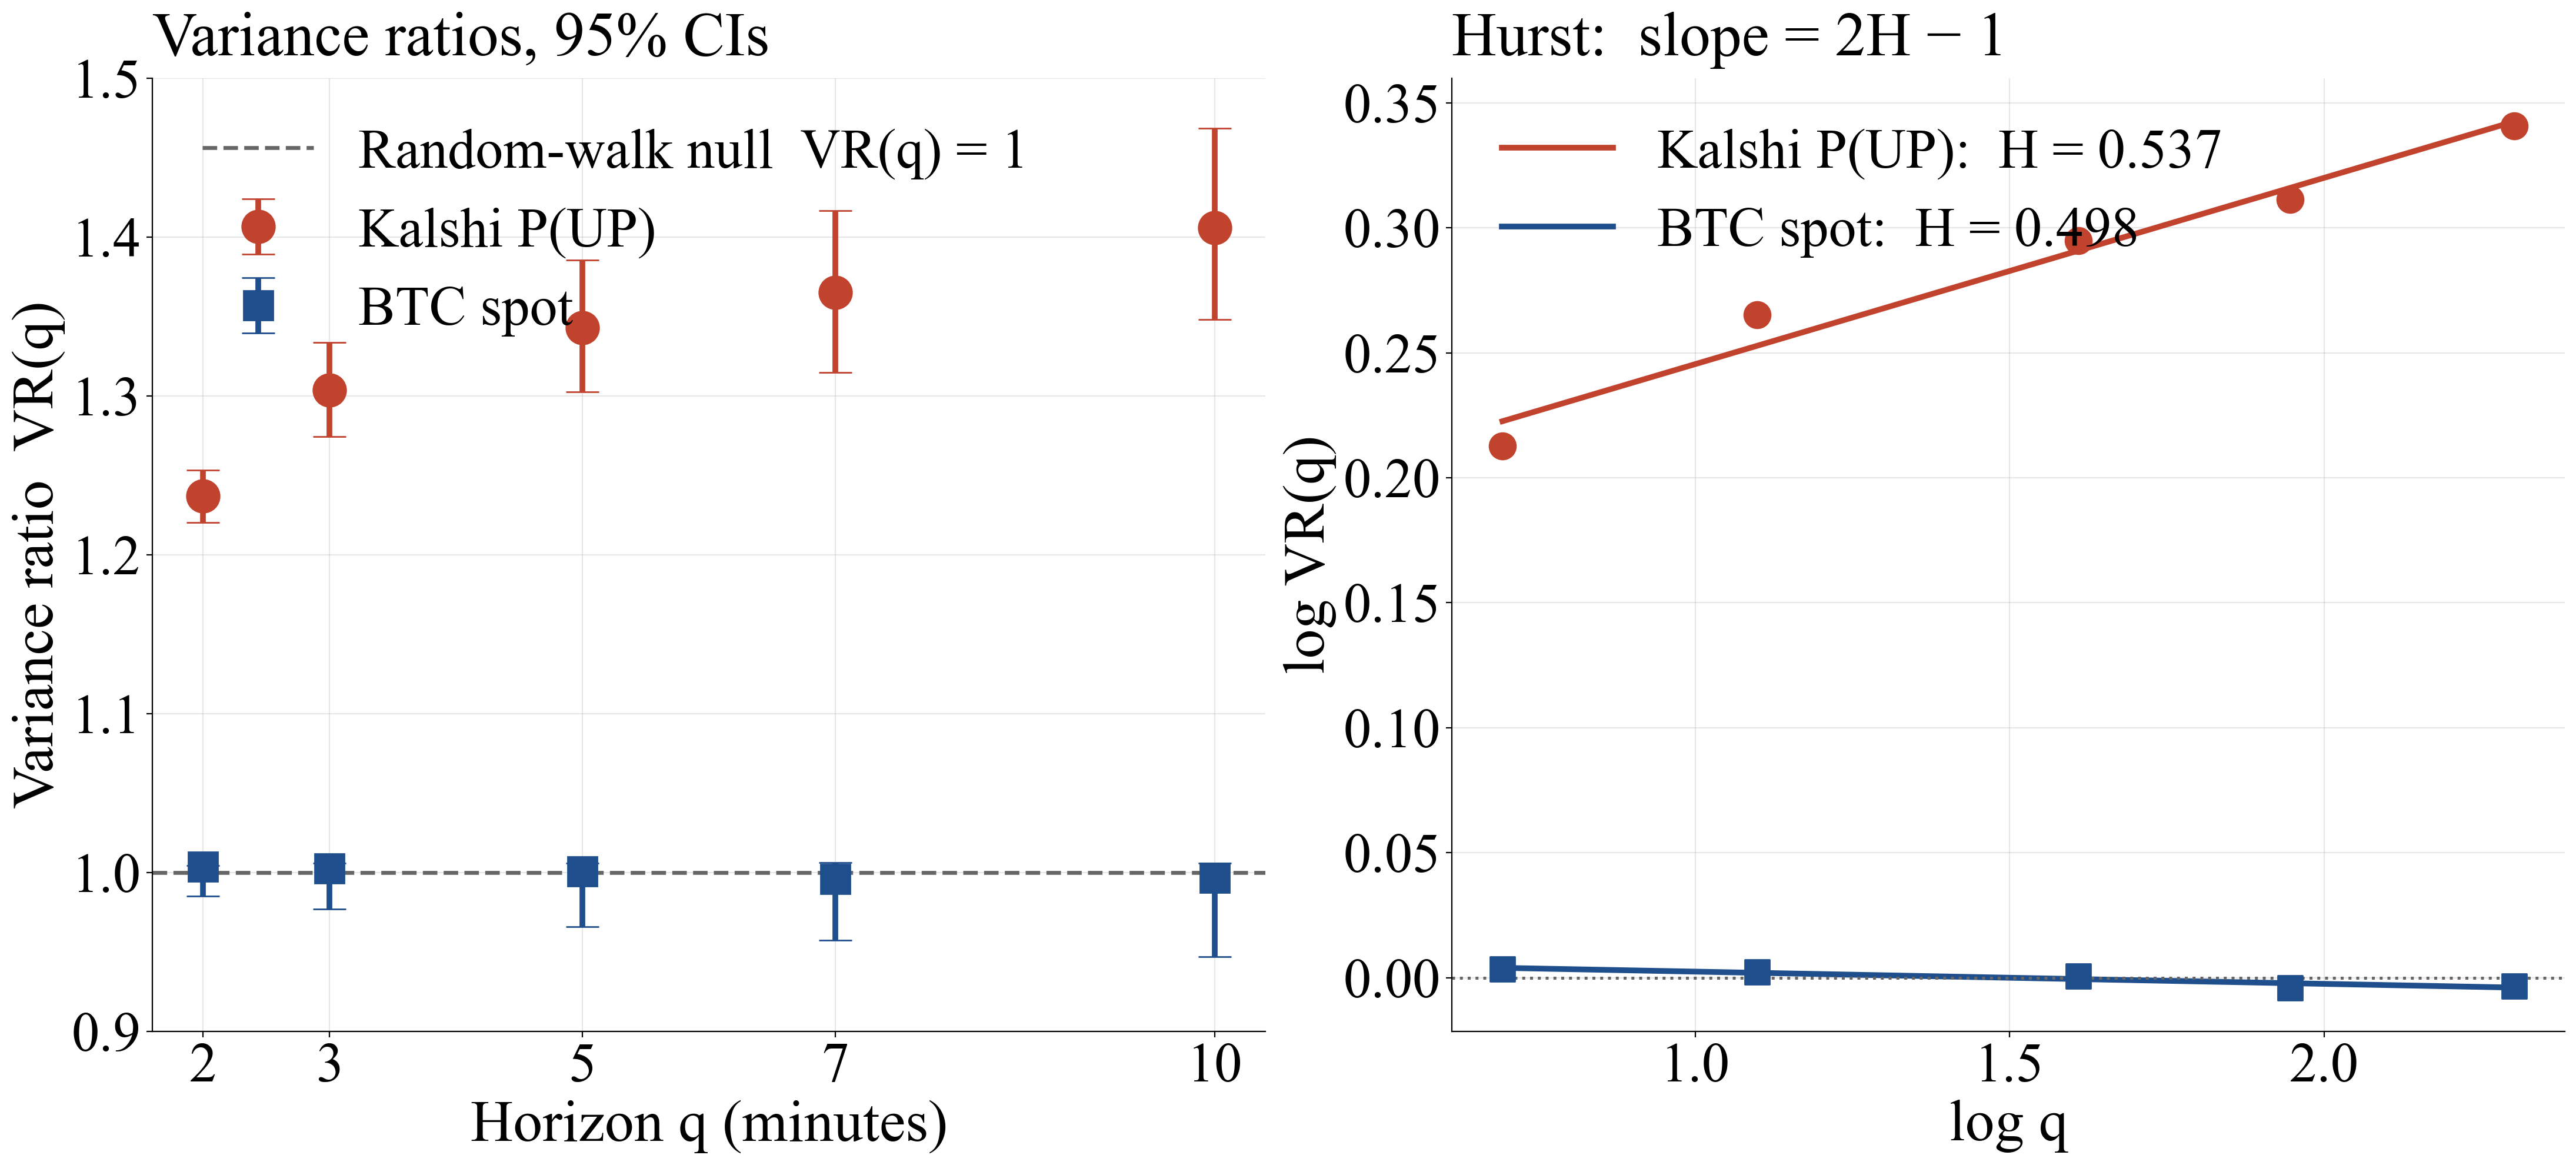 Variance ratios, 95% CIs
Variance ratio VR(q)
1.5
1.4
1.3
1.2
1.1
1.0
0.9
Random-walk null VR(q) = 1
Kalshi P(UP)
BTC spot
2 3 5 7 10
Horizon q (minutes)
Hurst: slope = 2H − 1
log VR(q)
0.35
0.30
0.25
0.20
0.15
0.10
0.05
0.00
Kalshi P(UP): H = 0.537
BTC spot: H = 0.498
1.0 1.5 2.0
log q